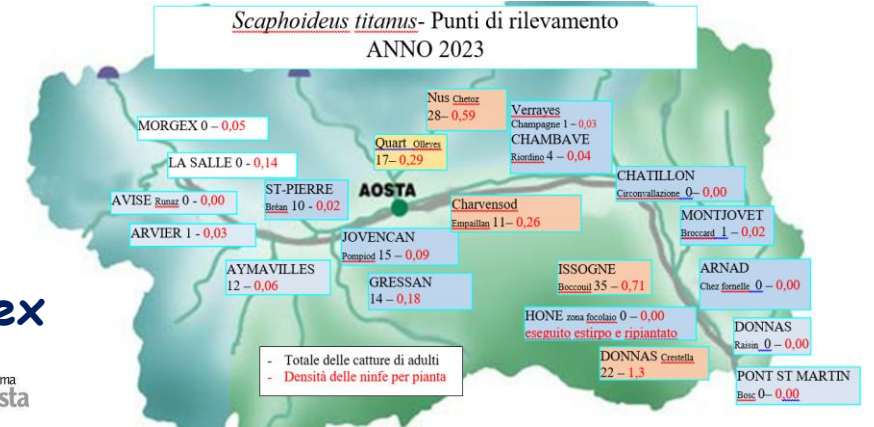 Scaphoideus titanus- Punti di rilevamento
ANNO 2023
Nus Chetoz
28– 0,59
Verrayes
Champagne 1 – 0,03
CHAMBAVE
Riordino 4 – 0,04
MORGEX 0 – 0,05
Quart Olleves
17– 0,29
LA SALLE 0 - 0,14
CHATILLON
Circonvallazione 0– 0,00
ST-PIERRE
Bréan 10 - 0,02
AOSTA
AVISE Runaz 0 - 0,00
Charvensod
Empaillan 11– 0,26
MONTJOVET
Broccard 1 – 0,02
ARVIER 1 - 0,03
JOVENCAN
Pompiod 15 – 0,09
AYMAVILLES
12 – 0,06
ISSOGNE
Boccouil 35 – 0,71
ARNAD
Chez fornelle 0 – 0,00
GRESSAN
14 – 0,18
ex
HONE zona focolaio 0 – 0,00
eseguito estirpo e ripiantato
DONNAS
Raisin 0 – 0,00
- Totale delle catture di adulti
- Densità delle ninfe per pianta
DONNAS Crestella
22 – 1,3
PONT ST MARTIN
Bosc 0– 0,00
ma
sta